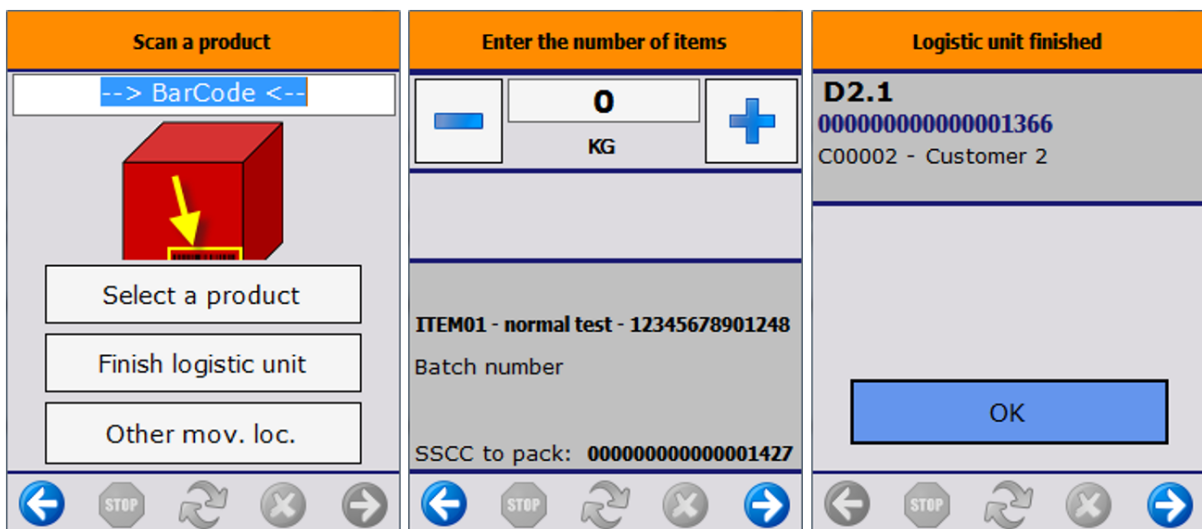 Scan a product
--> BarCode <--
Select a product
Finish logistic unit
Other mov. loc.
STOP
Enter the number of items
0
KG
ITEM01 - normal test - 12345678901248
Batch number
SSCC to pack: 000000000000001427
STOP
Logistic unit finished
D2.1
000000000000001366
C00002 - Customer 2
OK
STOP